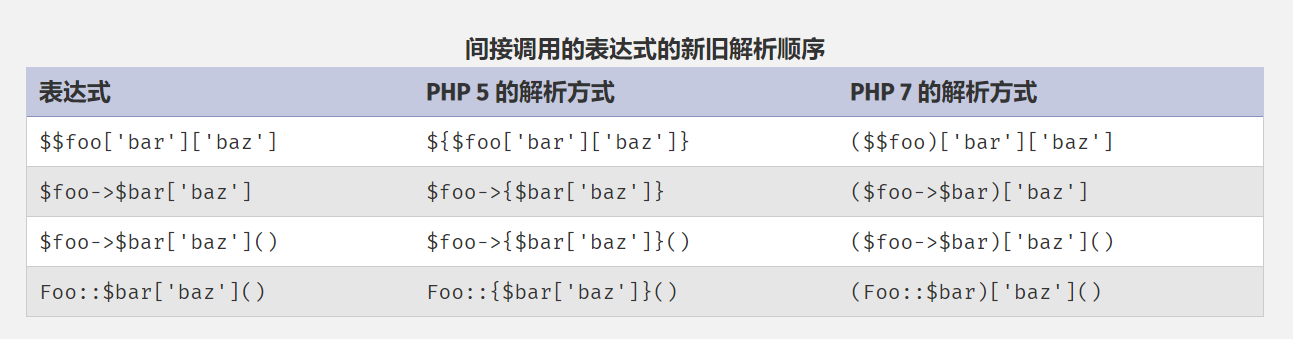 间接调用的表达式的新旧解析顺序
表达式 PHP 5 的解析方式 PHP 7 的解析方式
$$foo['bar']['baz'] ${$foo['bar']['baz']} ($$foo)['bar']['baz']
$foo->$bar['baz'] $foo->{$bar['baz']} ($foo->$bar)['baz']
$foo->$bar['baz']() $foo->{$bar['baz']}() ($foo->$bar)['baz']()
Foo::$bar['baz']() Foo::{$bar['baz']}() (Foo::$bar)['baz']()